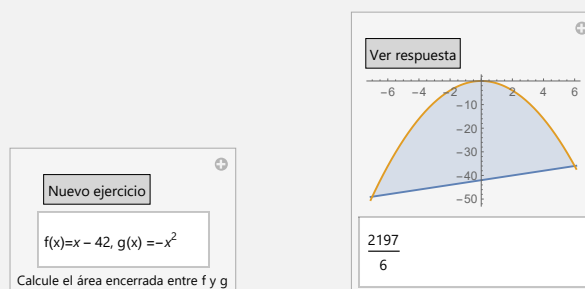 Nuevo ejercicio
f(x)=x – 42, g(x) =–x²
Calcule el área encerrada entre f y g
Ver respuesta
-6 -4 -2 2 4 6
-10
-20
-30
-40
-50
2197
6